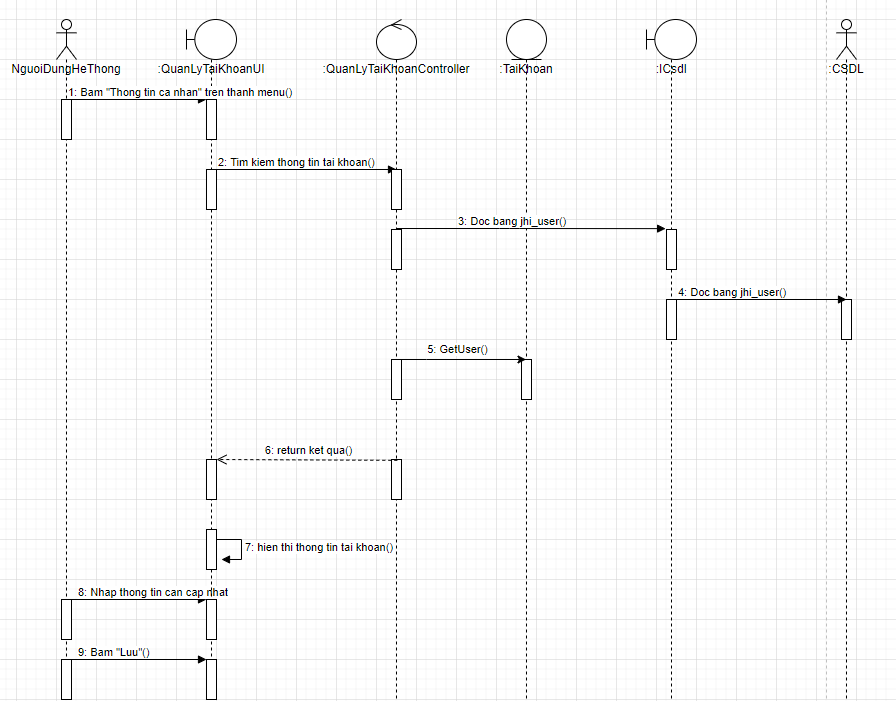 NguoiDungHeThong :QuanLyTaiKhoanUI :QuanLyTaiKhoanController :TaiKhoan :ICsdl :CSDL
1: Bam "Thong tin ca nhan" tren thanh menu()
2: Tim kiem thong tin tai khoan()
3: Doc bang jhi_user()
4: Doc bang jhi_user()
5: GetUser()
6: return ket qua()
7: hien thi thong tin tai khoan()
8: Nhap thong tin can cap nhat
9: Bam "Luu"()